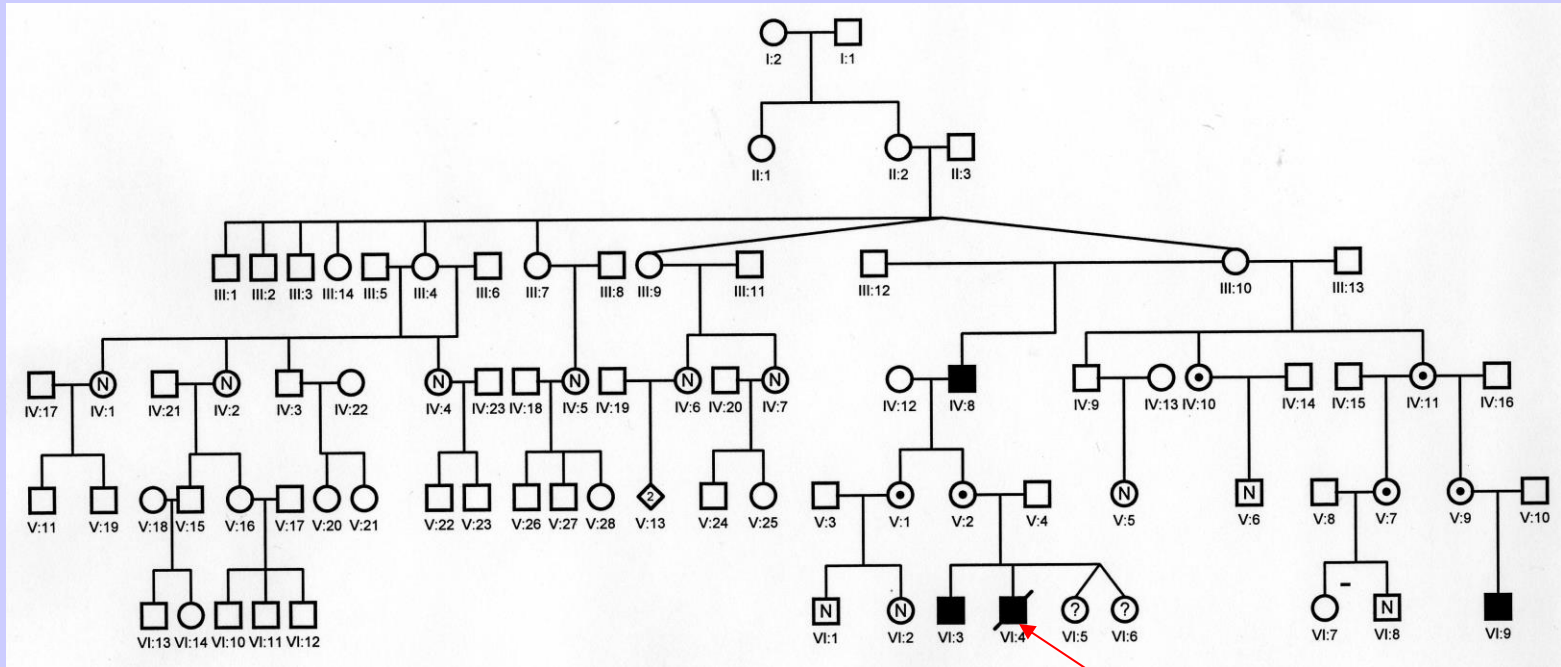 I:2 I:1
II:1 II:2 II:3
III:1 III:2 III:3 III:14 III:5 III:4 III:6 III:7 III:8 III:9 III:11 III:12 III:10 III:13
N N N N N N
IV:17 IV:1 IV:21 IV:2 IV:3 IV:22 IV:4 IV:23 IV:18 IV:5 IV:19 IV:6 IV:20 IV:7 IV:12 IV:8 IV:9 IV:13 IV:10 IV:14 IV:15 IV:11 IV:16
2 N N
V:11 V:19 V:18 V:15 V:16 V:17 V:20 V:21 V:22 V:23 V:26 V:27 V:28 V:13 V:24 V:25 V:3 V:1 V:2 V:4 V:5 V:6 V:8 V:7 V:9 V:10
N N ? ? N
VI:13 VI:14 VI:10 VI:11 VI:12 VI:1 VI:2 VI:3 VI:4 VI:5 VI:6 VI:7 VI:8 VI:9